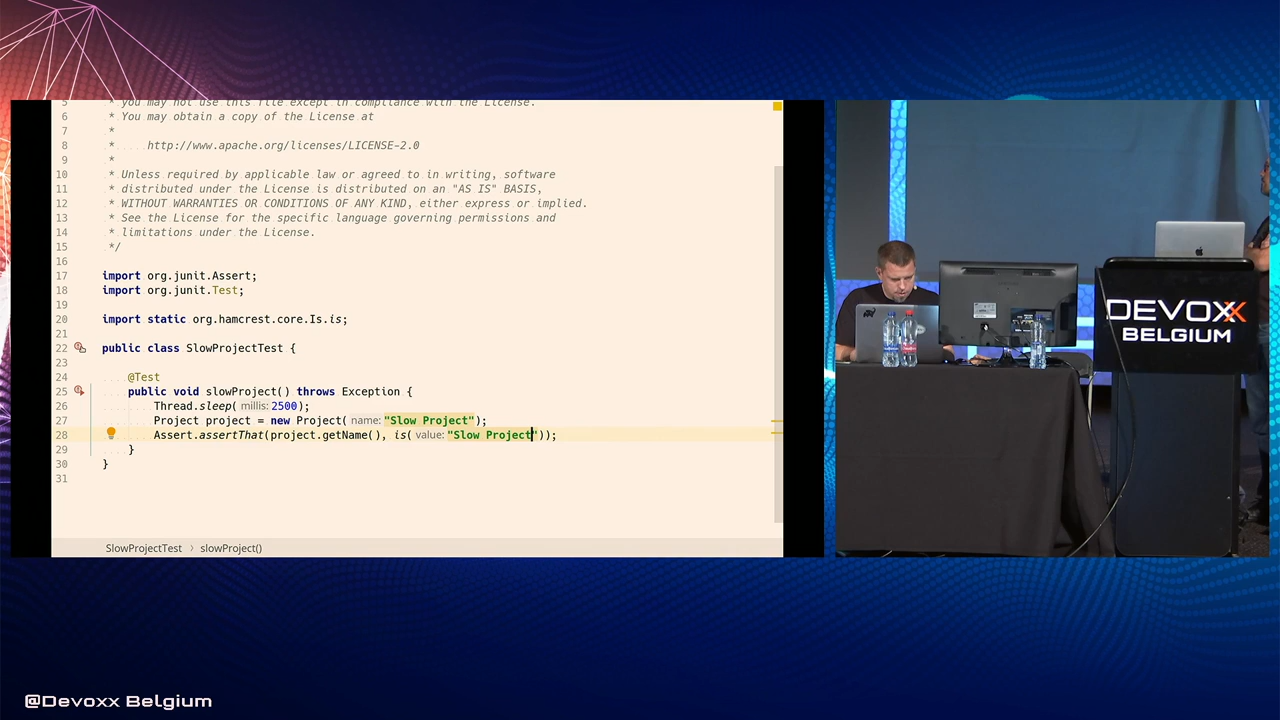 5 * you may not use this file except in compliance with the License.
6 * You may obtain a copy of the License at
7 *
8 * http://www.apache.org/licenses/LICENSE-2.0
9 *
10 * Unless required by applicable law or agreed to in writing, software
11 * distributed under the License is distributed on an "AS IS" BASIS,
12 * WITHOUT WARRANTIES OR CONDITIONS OF ANY KIND, either express or implied.
13 * See the License for the specific language governing permissions and
14 * limitations under the License.
15 */
16
17 import org.junit.Assert;
18 import org.junit.Test;
19
20 import static org.hamcrest.core.Is.is;
21
22 public class SlowProjectTest {
23
24 @Test
25 public void slowProject() throws Exception {
26 Thread.sleep( millis: 2500);
27 Project project = new Project( name: "Slow Project");
28 Assert.assertThat(project.getName(), is( value: "Slow Project"));
29 }
30 }
31
SlowProjectTest › slowProject()
DEVOXX
BELGIUM
@Devoxx Belgium